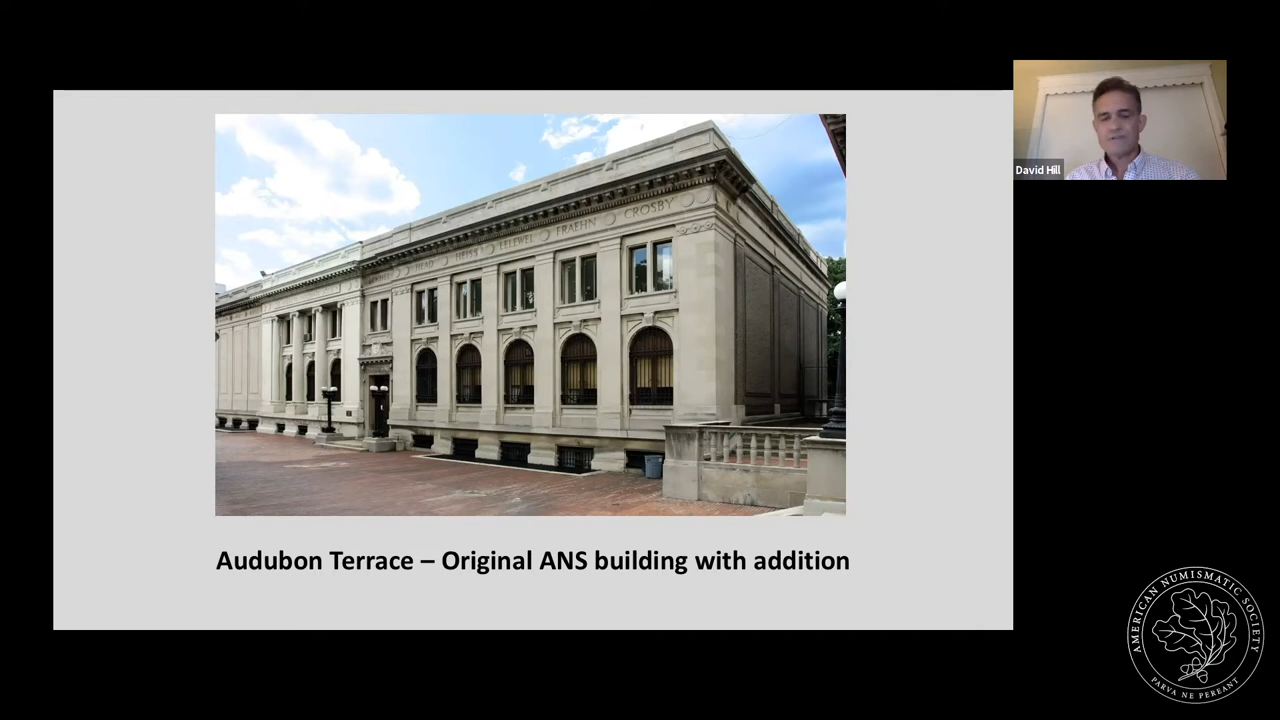 HEAD
HEISS
LELEWEL
FRAEHN
CROSBY
Audubon Terrace – Original ANS building with addition
David Hill
AMERICAN NUMISMATIC SOCIETY
PARVA NE PEREANT